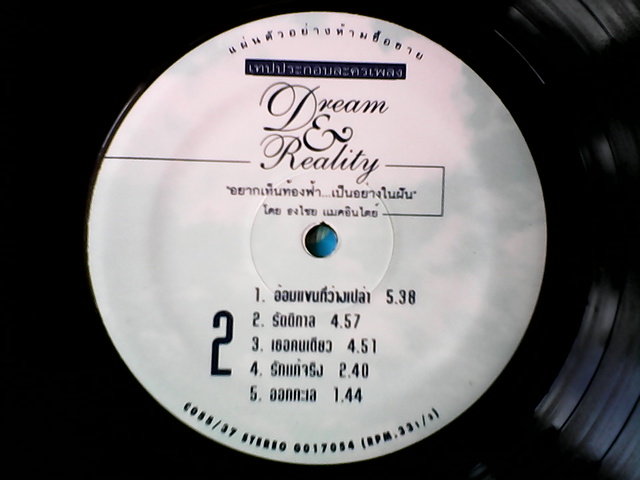 แผ่นตัวอย่างห้ามซื้อขาย
เทปประกอบละครเพลง
Dream
&
Reality
"อยากเห็นท้องฟ้า...เป็นอย่างในฝัน"
โดย ธงไชย แมคอินไตย์
1. อ้อมแขนที่ว่างเปล่า 5.38
2. รัตติกาล 4.57
3. เธอคนเดียว 4.51
4. รักแท้จริง 2.40
5. ออกทะเล 1.44
2
COBB/37 STEREO G017054 (RPM.33 1/3)